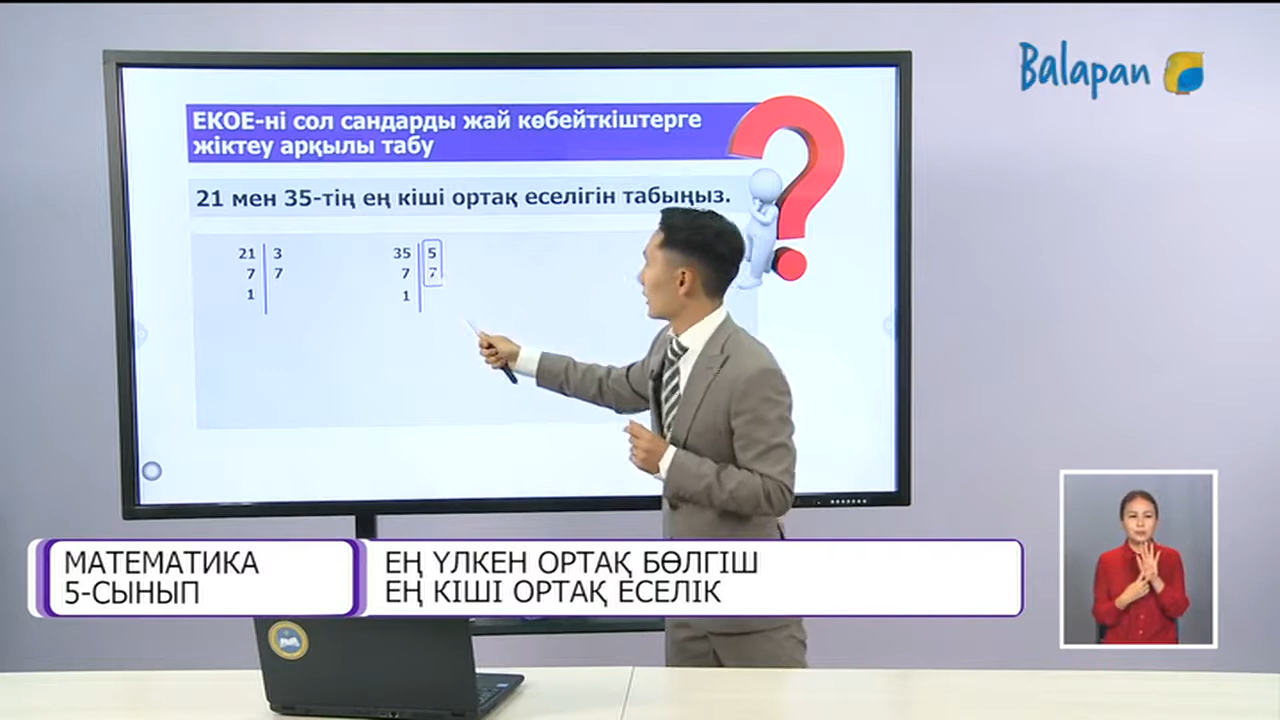 Balapan
ЕКОЕ-ні сол сандарды жай көбейткіштерге
жіктеу арқылы табу
21 мен 35-тің ең кіші ортақ еселігін табыңыз.
21 3
7 7
1
35 5
7 7
1
МАТЕМАТИКА
5-СЫНЫП
ЕҢ ҮЛКЕН ОРТАҚ БӨЛГІШ
ЕҢ КІШІ ОРТАҚ ЕСЕЛІК